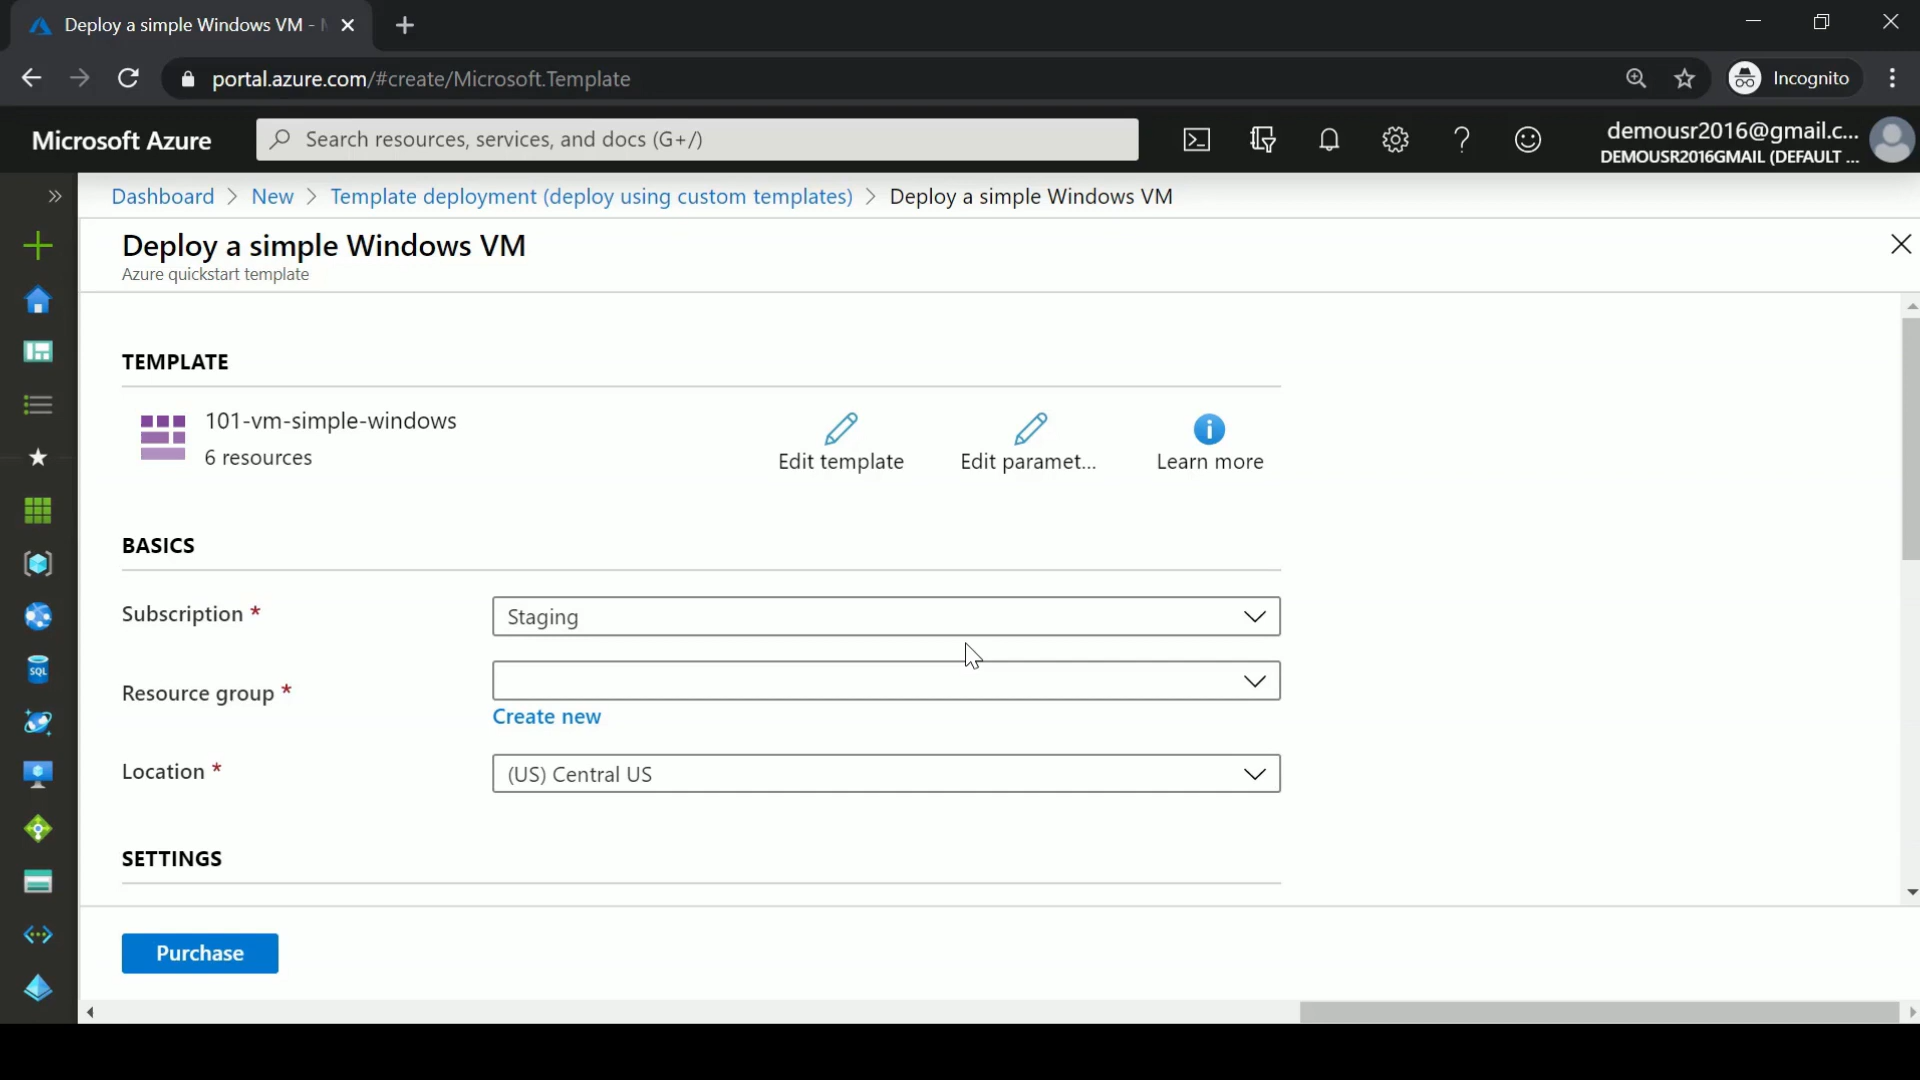 Deploy a simple Windows VM -
portal.azure.com/#create/Microsoft.Template
Incognito
Microsoft Azure
Search resources, services, and docs (G+/)
demousr2016@gmail.c...
DEMOUSR2016GMAIL (DEFAULT ...
Dashboard > New > Template deployment (deploy using custom templates) > Deploy a simple Windows VM
Deploy a simple Windows VM
Azure quickstart template
TEMPLATE
101-vm-simple-windows
6 resources
Edit template
Edit paramet...
Learn more
BASICS
Subscription *
Staging
Resource group *
Create new
Location *
(US) Central US
SETTINGS
Purchase
SQL